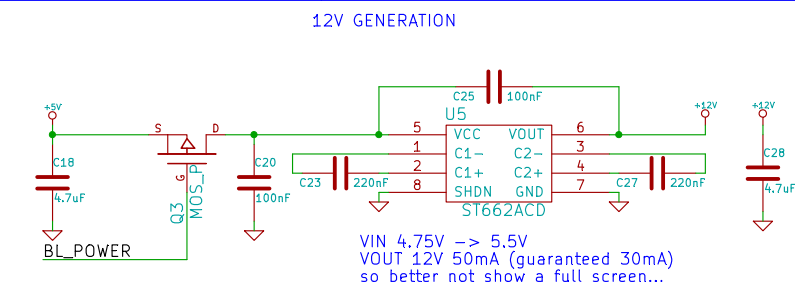 12V GENERATION
+5V
S
D
G
C18
4.7uF
Q3
MOS_P
C20
100nF
BL_POWER
C25
100nF
U5
5
VCC
VOUT
6
1
C1-
C2-
3
2
C1+
C2+
4
8
SHDN
GND
7
ST662ACD
C23
220nF
C27
220nF
+12V
+12V
C28
4.7uF
VIN 4.75V -> 5.5V
VOUT 12V 50mA (guaranteed 30mA)
so better not show a full screen...